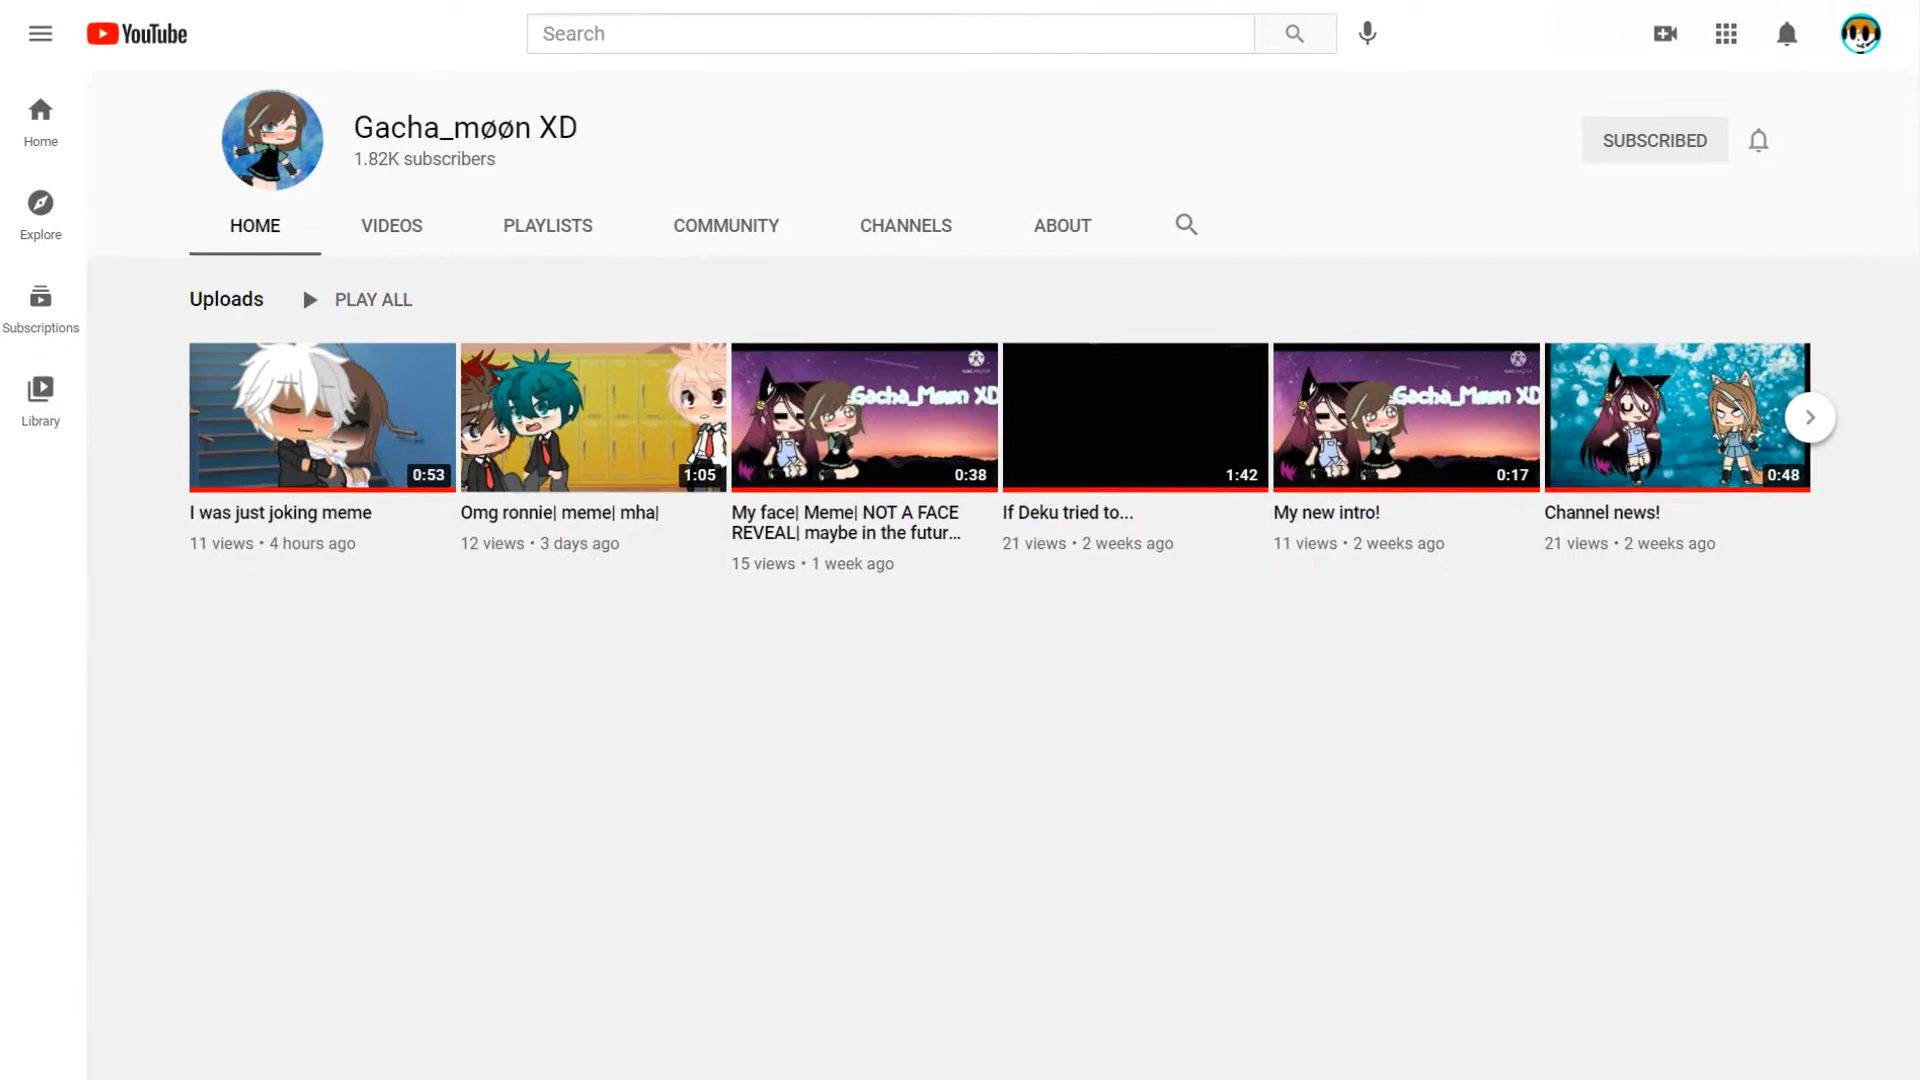 YouTube
Search
Home
Explore
Subscriptions
Library
Gacha_møøn XD
1.82K subscribers
SUBSCRIBED
HOME VIDEOS PLAYLISTS COMMUNITY CHANNELS ABOUT
Uploads PLAY ALL
0:53
I was just joking meme
11 views • 4 hours ago
1:05
Omg ronnie| meme| mha|
12 views • 3 days ago
Gacha_Møøn XD
0:38
My face| Meme| NOT A FACE
REVEAL| maybe in the futur...
15 views • 1 week ago
1:42
If Deku tried to...
21 views • 2 weeks ago
Gacha_Møøn XD
0:17
My new intro!
11 views • 2 weeks ago
0:48
Channel news!
21 views • 2 weeks ago